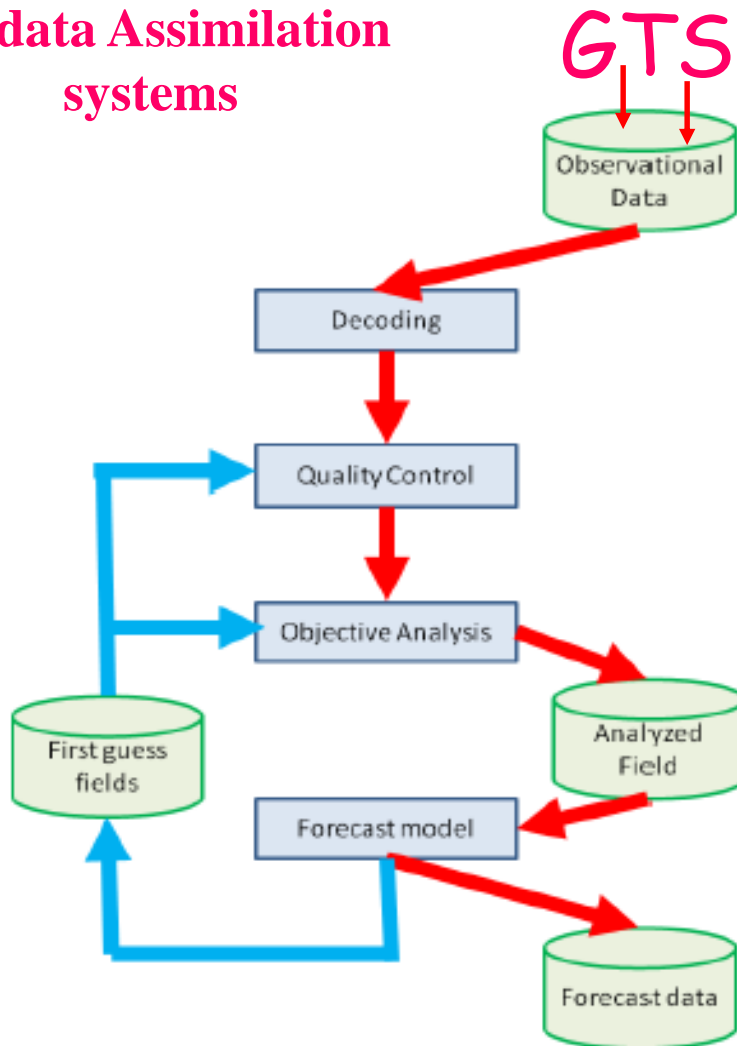 data Assimilation
systems
GTS
Observational
Data
Decoding
Quality Control
Objective Analysis
Analyzed
Field
First guess
fields
Forecast model
Forecast data